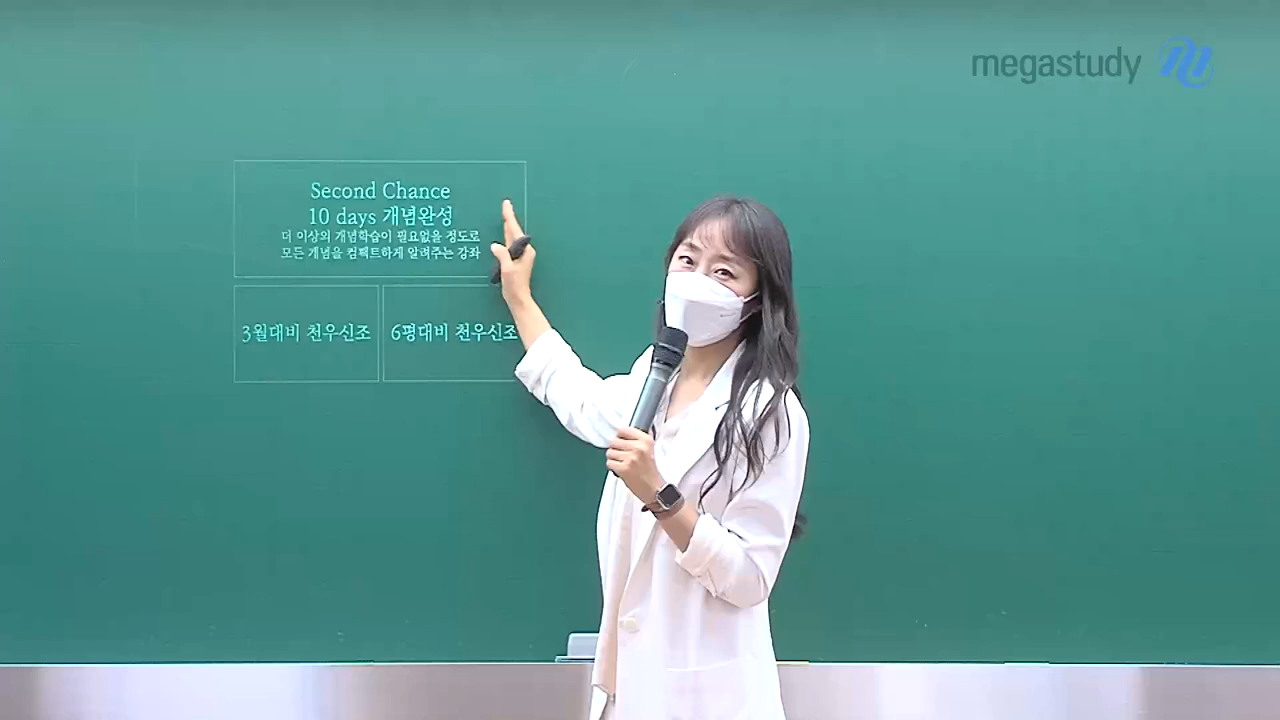 megastudy
Second Chance
10 days 개념완성
더 이상의 개념학습이 필요없을 정도로
모든 개념을 컴팩트하게 알려주는 강좌
3월대비 천우신조
6평대비 천우신조